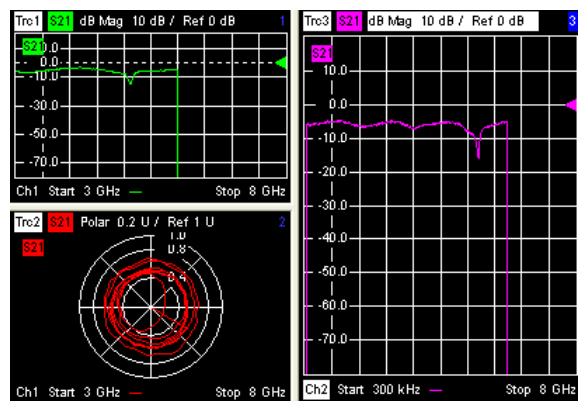 Trc1 S21 dB Mag 10 dB / Ref 0 dB 1
S21
0.0
0.0
-10.0
-30.0
-50.0
-70.0
Ch1 Start 3 GHz — Stop 8 GHz
Trc2 S21 Polar 0.2 U / Ref 1 U 2
S21
1.0
0.8
0.4
Ch1 Start 3 GHz — Stop 8 GHz
Trc3 S21 dB Mag 10 dB / Ref 0 dB 3
S21
10.0
0.0
-10.0
-20.0
-30.0
-40.0
-50.0
-60.0
-70.0
Ch2 Start 300 kHz — Stop 8 GHz